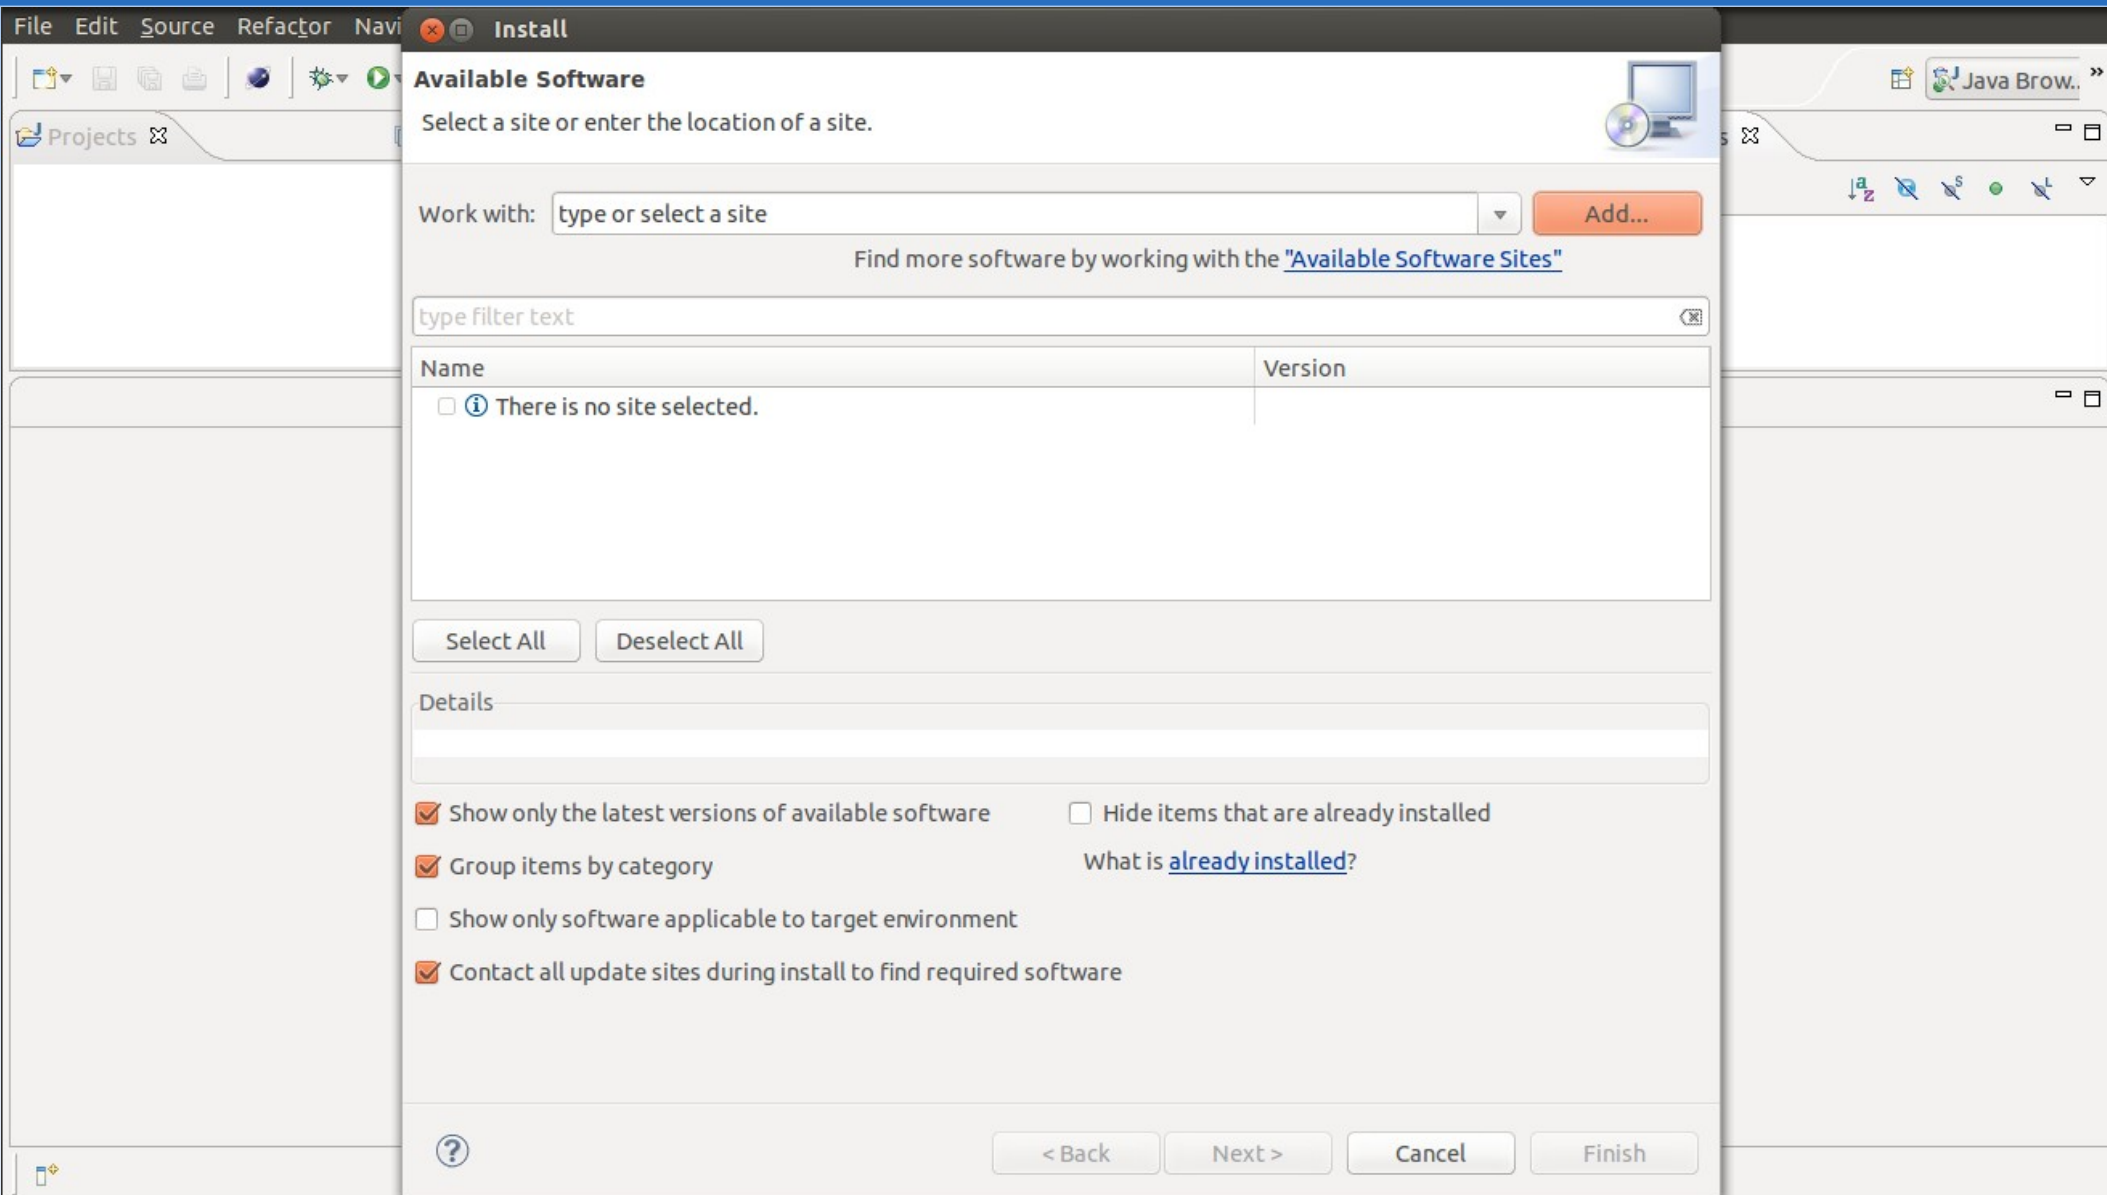 File Edit Source Refactor Navi
Install
Available Software
Select a site or enter the location of a site.
Java Brow..
Projects
s
Work with: type or select a site Add...
Find more software by working with the "Available Software Sites"
type filter text
Name Version
There is no site selected.
Select All Deselect All
Details
Show only the latest versions of available software Hide items that are already installed
Group items by category What is already installed?
Show only software applicable to target environment
Contact all update sites during install to find required software
< Back Next > Cancel Finish